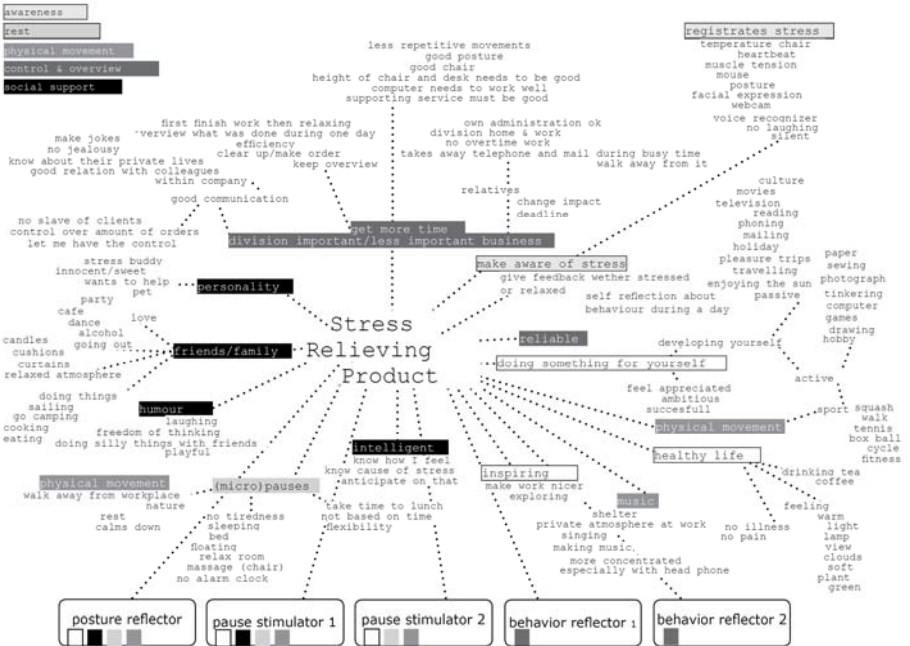 awareness
rest
physical movement
control & overview
social support
less repetitive movements
good posture
good chair
height of chair and desk needs to be good
computer needs to work well
supporting service must be good
registrates stress
temperature chair
heartbeat
muscle tension
mouse
posture
facial expression
webcam
voice recognizer
no laughing
silent
first finish work then relaxing
verview what was done during one day
efficiency
clear up/make order
keep overview
own administration ok
division home & work
no overtime work
takes away telephone and mail during busy time
walk away from it
make jokes
no jealousy
know about their private lives
good relation with colleagues
within company
good communication
relatives
change impact
deadline
no slave of clients
control over amount of orders
let me have the control
get more time
division important/less important business
make aware of stress
give feedback wether stressed
or relaxed
self reflection about
behaviour during a day
culture
movies
television
reading
phoning
mailing
holiday
pleasure trips
travelling
enjoying the sun
passive
paper
sewing
photograph
tinkering
computer
games
drawing
hobby
stress buddy
innocent/sweet
wants to help
pet
personality
party
cafe
dance
alcohol
going out
love
candles
cushions
curtains
relaxed atmosphere
friends/family
Stress
Relieving
Product
reliable
doing something for yourself
developing yourself
feel appreciated
ambitious
succesfull
active
sport
squash
walk
tennis
box ball
cycle
fitness
doing things
sailing
go camping
cooking
eating
humour
laughing
freedom of thinking
doing silly things with friends
playful
physical movement
healthy life
drinking tea
coffee
feeling
warm
light
lamp
view
clouds
soft
plant
green
no illness
no pain
intelligent
know how I feel
know cause of stress
anticipate on that
inspiring
make work nicer
exploring
music
shelter
private atmosphere at work
singing
making music,
more concentrated
especially with head phone
physical movement
walk away from workplace
nature
rest
calms down
(micro)pauses
no tiredness
sleeping
bed
floating
relax room
massage (chair)
no alarm clock
take time to lunch
not based on time
flexibility
posture reflector
pause stimulator 1
pause stimulator 2
behavior reflector 1
behavior reflector 2